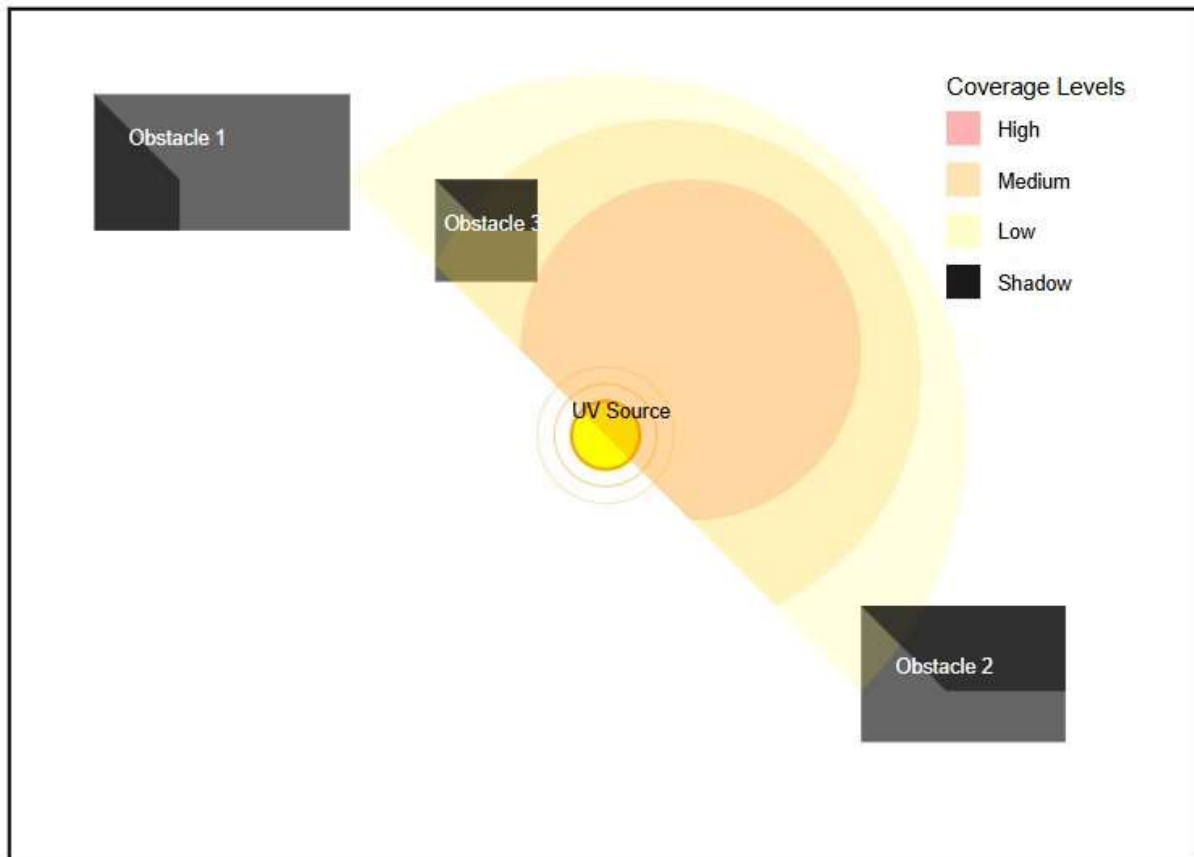 Coverage Levels
High
Obstacle 1
Medium
Obstacle 3
Low
Shadow
UV Source
Obstacle 2